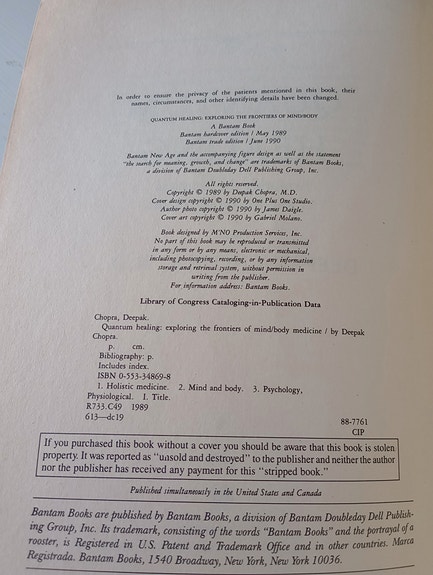 In order to ensure the privacy of the patients mentioned in this book, their
names, circumstances, and other identifying details have been changed.
QUANTUM HEALING: EXPLORING THE FRONTIERS OF MIND/BODY
A Bantam Book
Bantam hardcover edition / May 1989
Bantam trade edition / June 1990
Bantam New Age and the accompanying figure design as well as the statement
"the search for meaning, growth, and change" are trademarks of Bantam Books,
a division of Bantam Doubleday Dell Publishing Group, Inc.
All rights reserved.
Copyright © 1989 by Deepak Chopra, M.D.
Cover design copyright © 1990 by One Plus One Studio.
Author photo copyright © 1990 by James Daigle.
Cover art copyright © 1990 by Gabriel Molano.
Book designed by M'NO Production Services, Inc.
No part of this book may be reproduced or transmitted
in any form or by any means, electronic or mechanical,
including photocopying, recording, or by any information
storage and retrieval system, without permission in
writing from the publisher.
For information address: Bantam Books.
Library of Congress Cataloging-in-Publication Data
Chopra, Deepak.
Quantum healing: exploring the frontiers of mind/body medicine / by Deepak
Chopra.
p. cm.
Bibliography: p.
Includes index.
ISBN 0-553-34869-8
1. Holistic medicine. 2. Mind and body. 3. Psychology,
Physiological. I. Title.
R733.C49 1989
613—dc19
88-7761
CIP
If you purchased this book without a cover you should be aware that this book is stolen
property. It was reported as "unsold and destroyed" to the publisher and neither the author
nor the publisher has received any payment for this "stripped book."
Published simultaneously in the United States and Canada
Bantam Books are published by Bantam Books, a division of Bantam Doubleday Dell Publish-
ing Group, Inc. Its trademark, consisting of the words "Bantam Books" and the portrayal of a
rooster, is Registered in U.S. Patent and Trademark Office and in other countries. Marca
Registrada. Bantam Books, 1540 Broadway, New York, New York 10036.